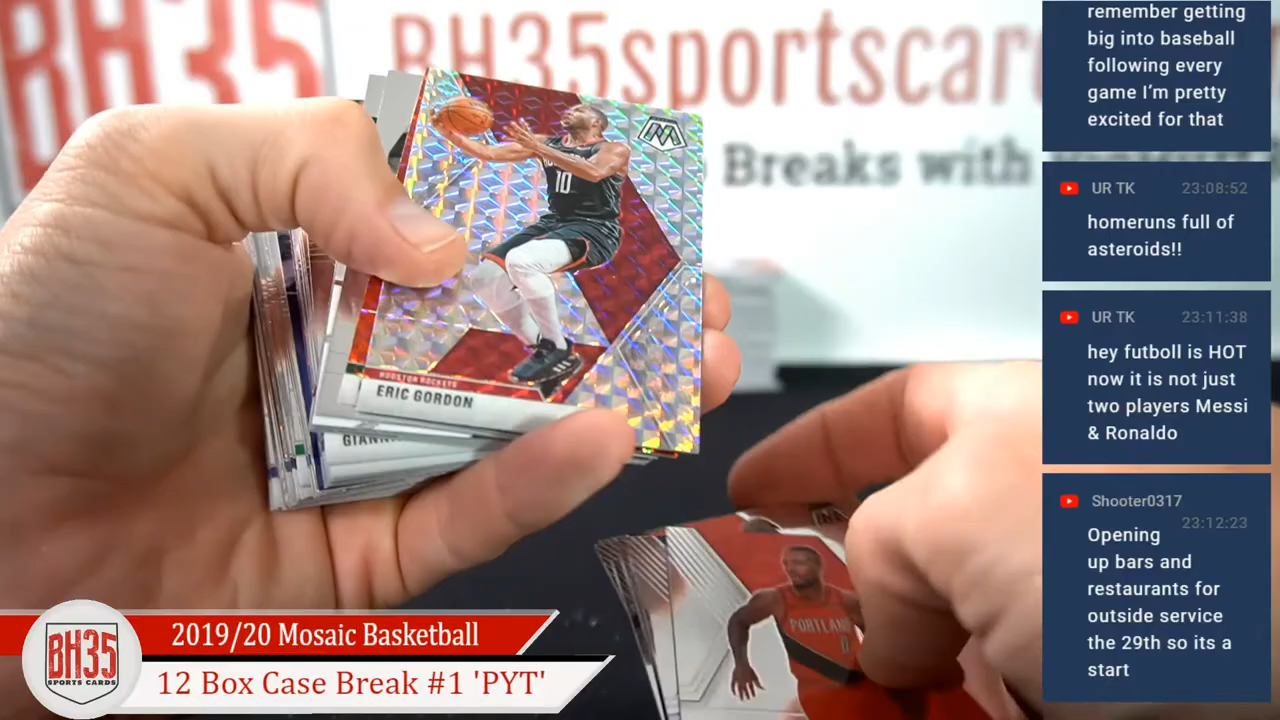 BH35
BH35sportscar
Breaks with
10
HOUSTON ROCKETS
ERIC GORDON
GIANN
PORTLAND
0
BH35
SPORTS CARDS
2019/20 Mosaic Basketball
12 Box Case Break #1 'PYT'
remember getting
big into baseball
following every
game I'm pretty
excited for that
UR TK 23:08:52
homeruns full of
asteroids!!
UR TK 23:11:38
hey futboll is HOT
now it is not just
two players Messi
& Ronaldo
Shooter0317
23:12:23
Opening
up bars and
restaurants for
outside service
the 29th so its a
start